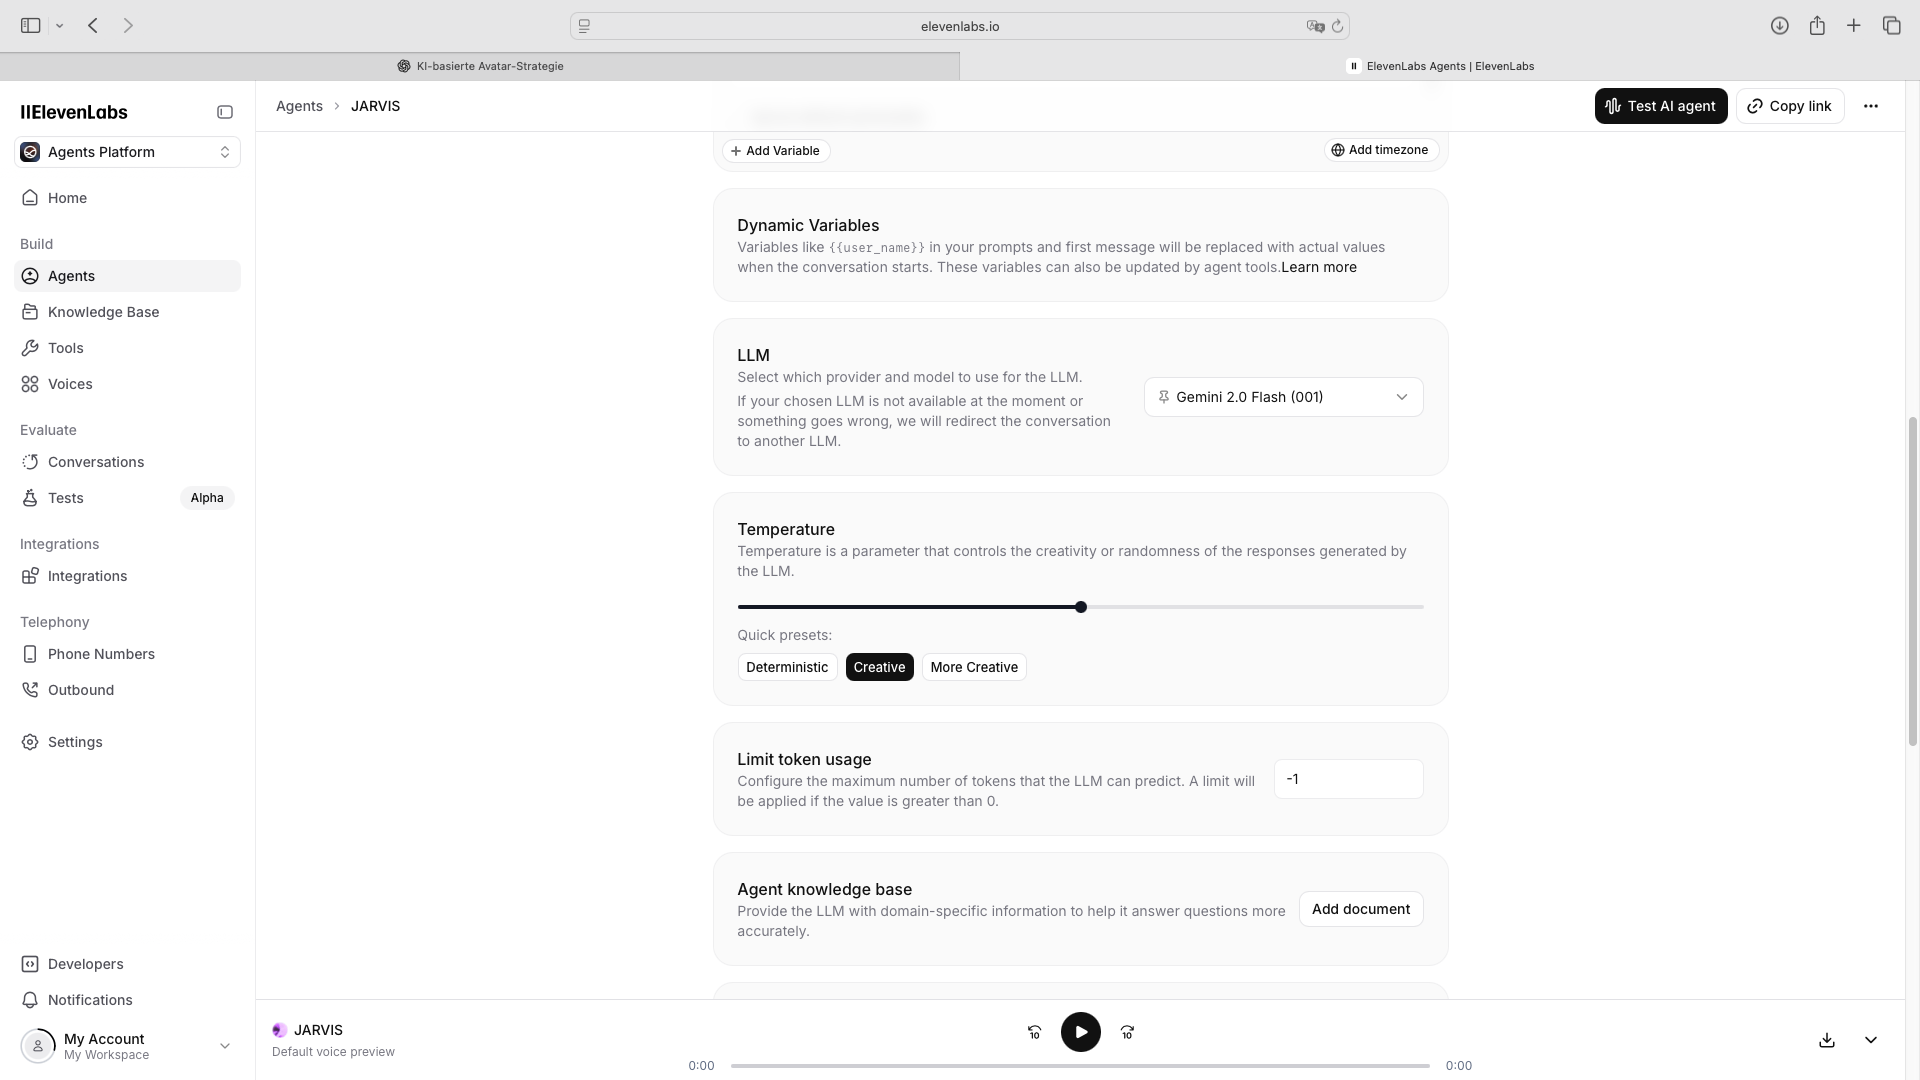 elevenlabs.io
KI-basierte Avatar-Strategie
ElevenLabs Agents | ElevenLabs
IIElevenLabs
Agents Platform
Home
Build
Agents
Knowledge Base
Tools
Voices
Evaluate
Conversations
Tests
Alpha
Integrations
Integrations
Telephony
Phone Numbers
Outbound
Settings
Developers
Notifications
My Account
My Workspace
Agents
JARVIS
Test AI agent
Copy link
Add Variable
Add timezone
Dynamic Variables
Variables like {{user_name}} in your prompts and first message will be replaced with actual values
when the conversation starts. These variables can also be updated by agent tools.Learn more
LLM
Select which provider and model to use for the LLM.
If your chosen LLM is not available at the moment or
something goes wrong, we will redirect the conversation
to another LLM.
Gemini 2.0 Flash (001)
Temperature
Temperature is a parameter that controls the creativity or randomness of the responses generated by
the LLM.
Quick presets:
Deterministic
Creative
More Creative
Limit token usage
Configure the maximum number of tokens that the LLM can predict. A limit will
be applied if the value is greater than 0.
-1
Agent knowledge base
Provide the LLM with domain-specific information to help it answer questions more
accurately.
Add document
JARVIS
Default voice preview
10
10
0:00
0:00